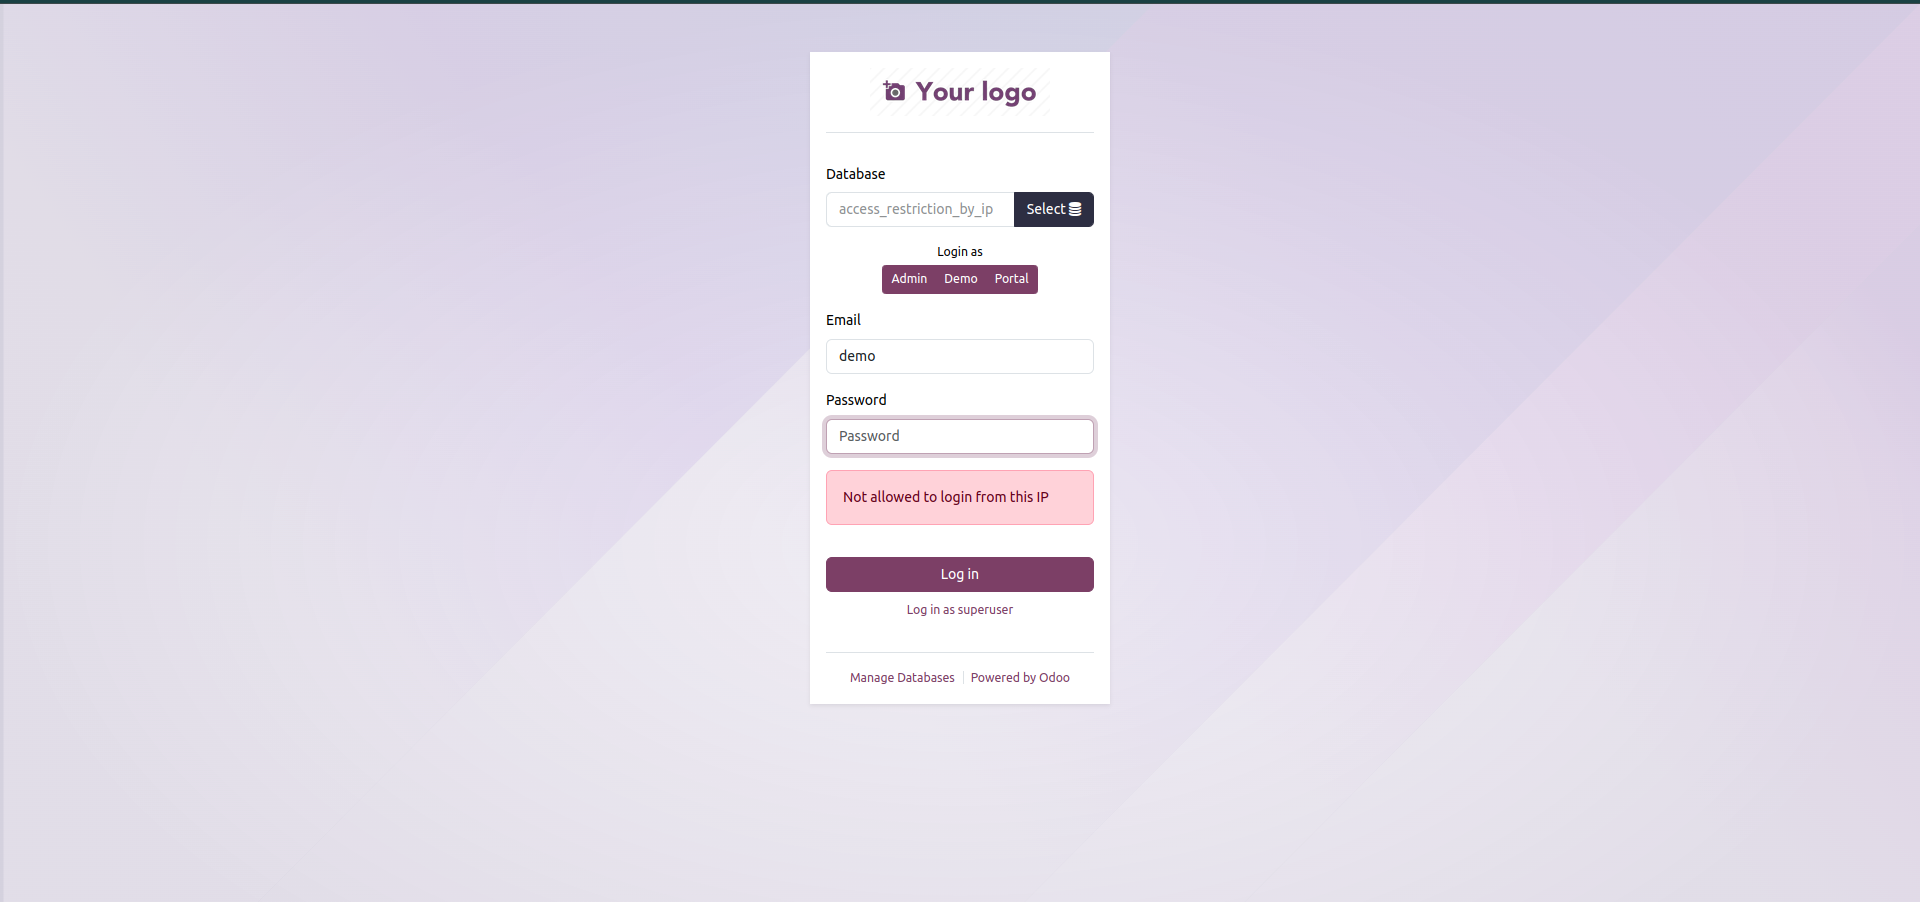 Your logo
Database
access_restriction_by_ip Select
Login as
Admin Demo Portal
Email
demo
Password
Password
Not allowed to login from this IP
Log in
Log in as superuser
Manage Databases Powered by Odoo